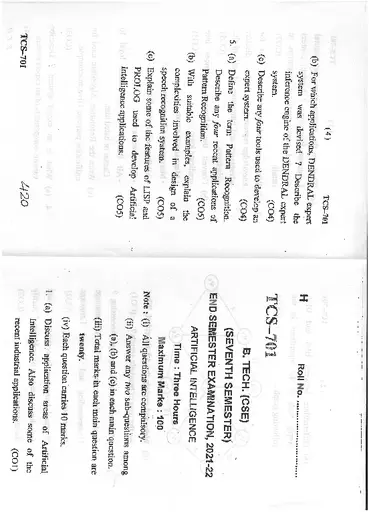 H
Roll No. ..............................
TCS-701
B. TECH. (CSE)
(SEVENTH SEMESTER)
END SEMESTER EXAMINATION, 2021-22
ARTIFICIAL INTELLIGENCE
Time : Three Hours
Maximum Marks : 100
Note : (i) All questions are compulsory.
(ii) Answer any two sub-questions among
(a), (b) and (c) in each main question.
(iii) Total marks in each main question are
twenty.
(iv) Each question carries 10 marks.
1. (a) Discuss application areas of Artificial
Intelligence. Also discuss some of the
recent industrial applications. (CO1)
(4) TCS-701
(b) For which applications, DENDRAL expert
system was devised ? Describe the
inference engine of the DENDRAL expert
system. (CO4)
(c) Describe any four tools used to develop an
expert system. (CO4)
5. (a) Define the term Pattern Recognition.
Describe any four recent applications of
Pattern Recognition. (CO5)
(b) With suitable examples, explain the
complexities involved in design of a
speech recognition system. (CO5)
(c) Explain some of the features of LISP and
PROLOG used to develop Artificial
intelligence applications. (CO5)
TCS-701
420